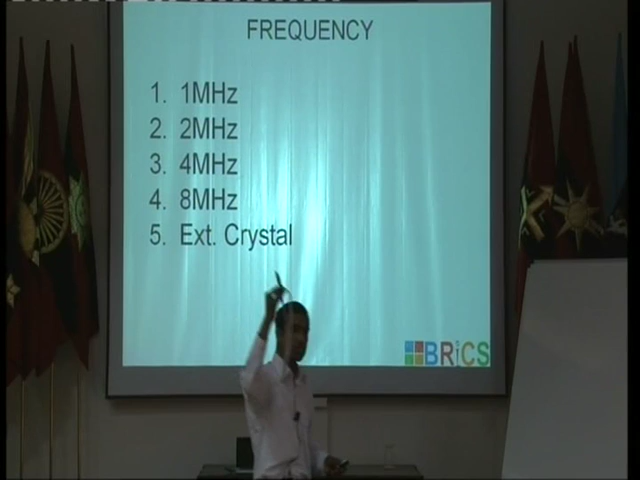 FREQUENCY
1. 1MHz
2. 2MHz
3. 4MHz
4. 8MHz
5. Ext. Crystal
BRiCS